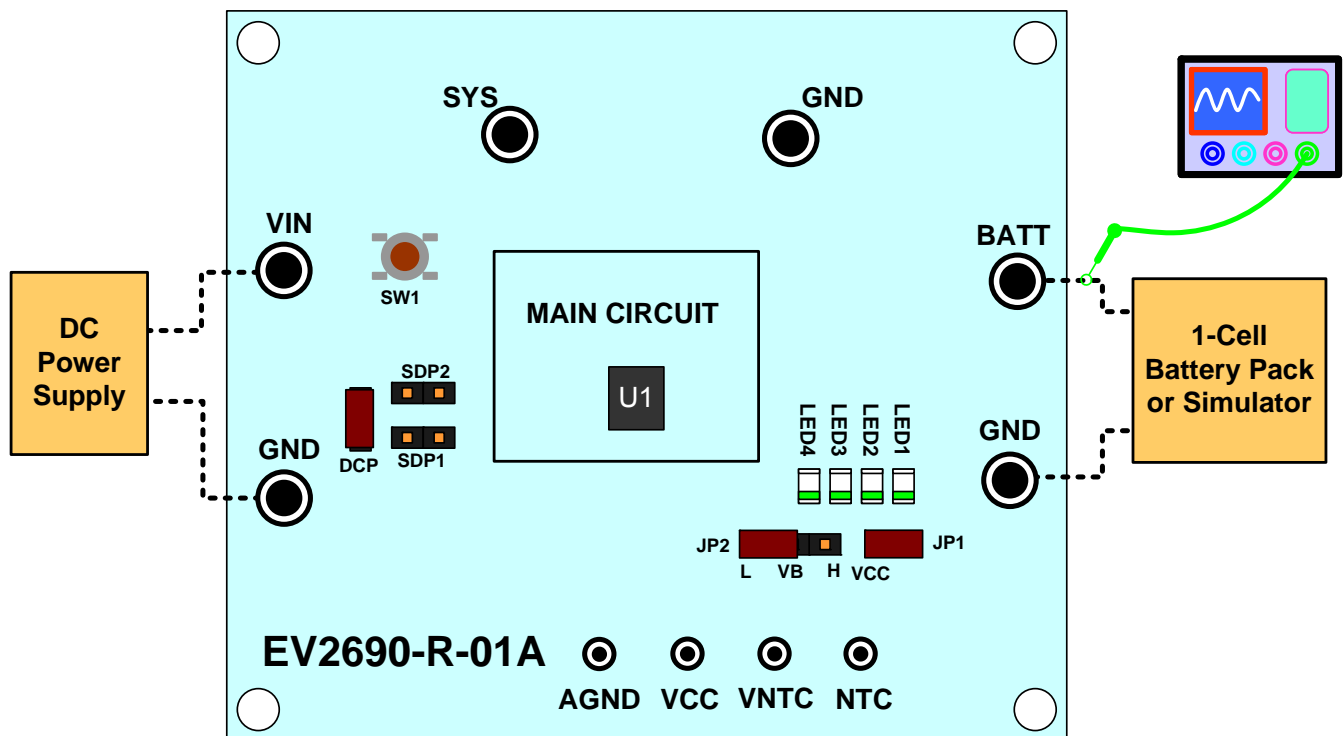 SYS
GND
VIN
BATT
SW1
MAIN CIRCUIT
DC
Power
Supply
1-Cell
Battery Pack
or Simulator
SDP2
U1
GND
DCP
SDP1
LED4
LED3
LED2
LED1
GND
JP2
JP1
L VB H VCC
EV2690-R-01A
AGND VCC VNTC NTC